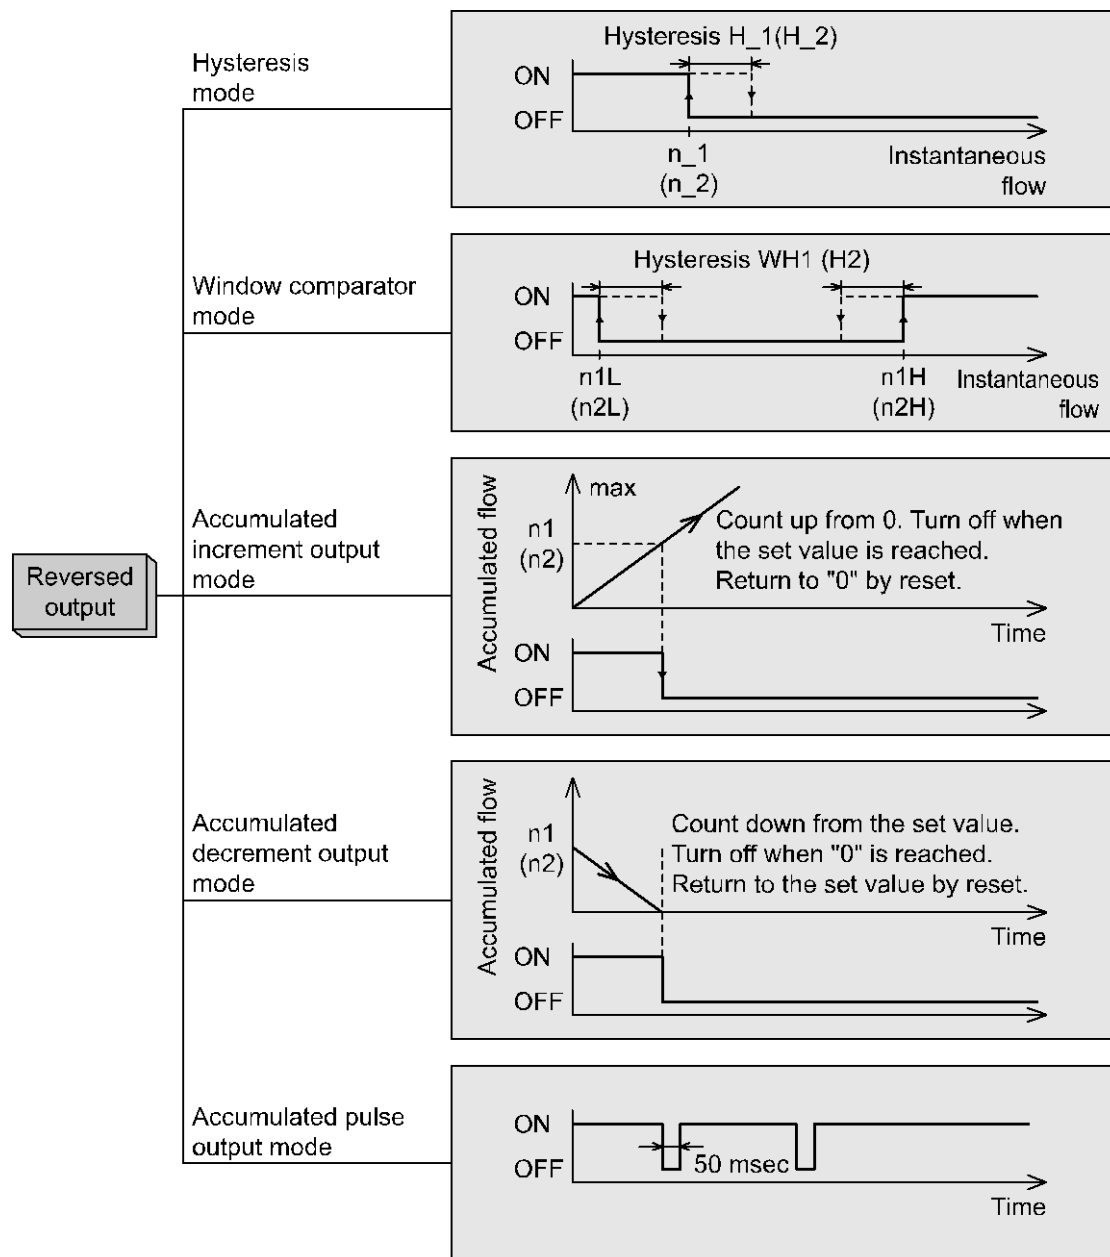 Reversed
output
Hysteresis
mode
Hysteresis H_1(H_2)
ON
OFF
n_1
(n_2)
Instantaneous
flow
Window comparator
mode
Hysteresis WH1 (H2)
ON
OFF
n1L
(n2L)
n1H
(n2H)
Instantaneous
flow
Accumulated
increment output
mode
Accumulated flow
max
n1
(n2)
Count up from 0. Turn off when
the set value is reached.
Return to "0" by reset.
Time
ON
OFF
Accumulated
decrement output
mode
Accumulated flow
n1
(n2)
Count down from the set value.
Turn off when "0" is reached.
Return to the set value by reset.
Time
ON
OFF
Accumulated pulse
output mode
ON
OFF
50 msec
Time